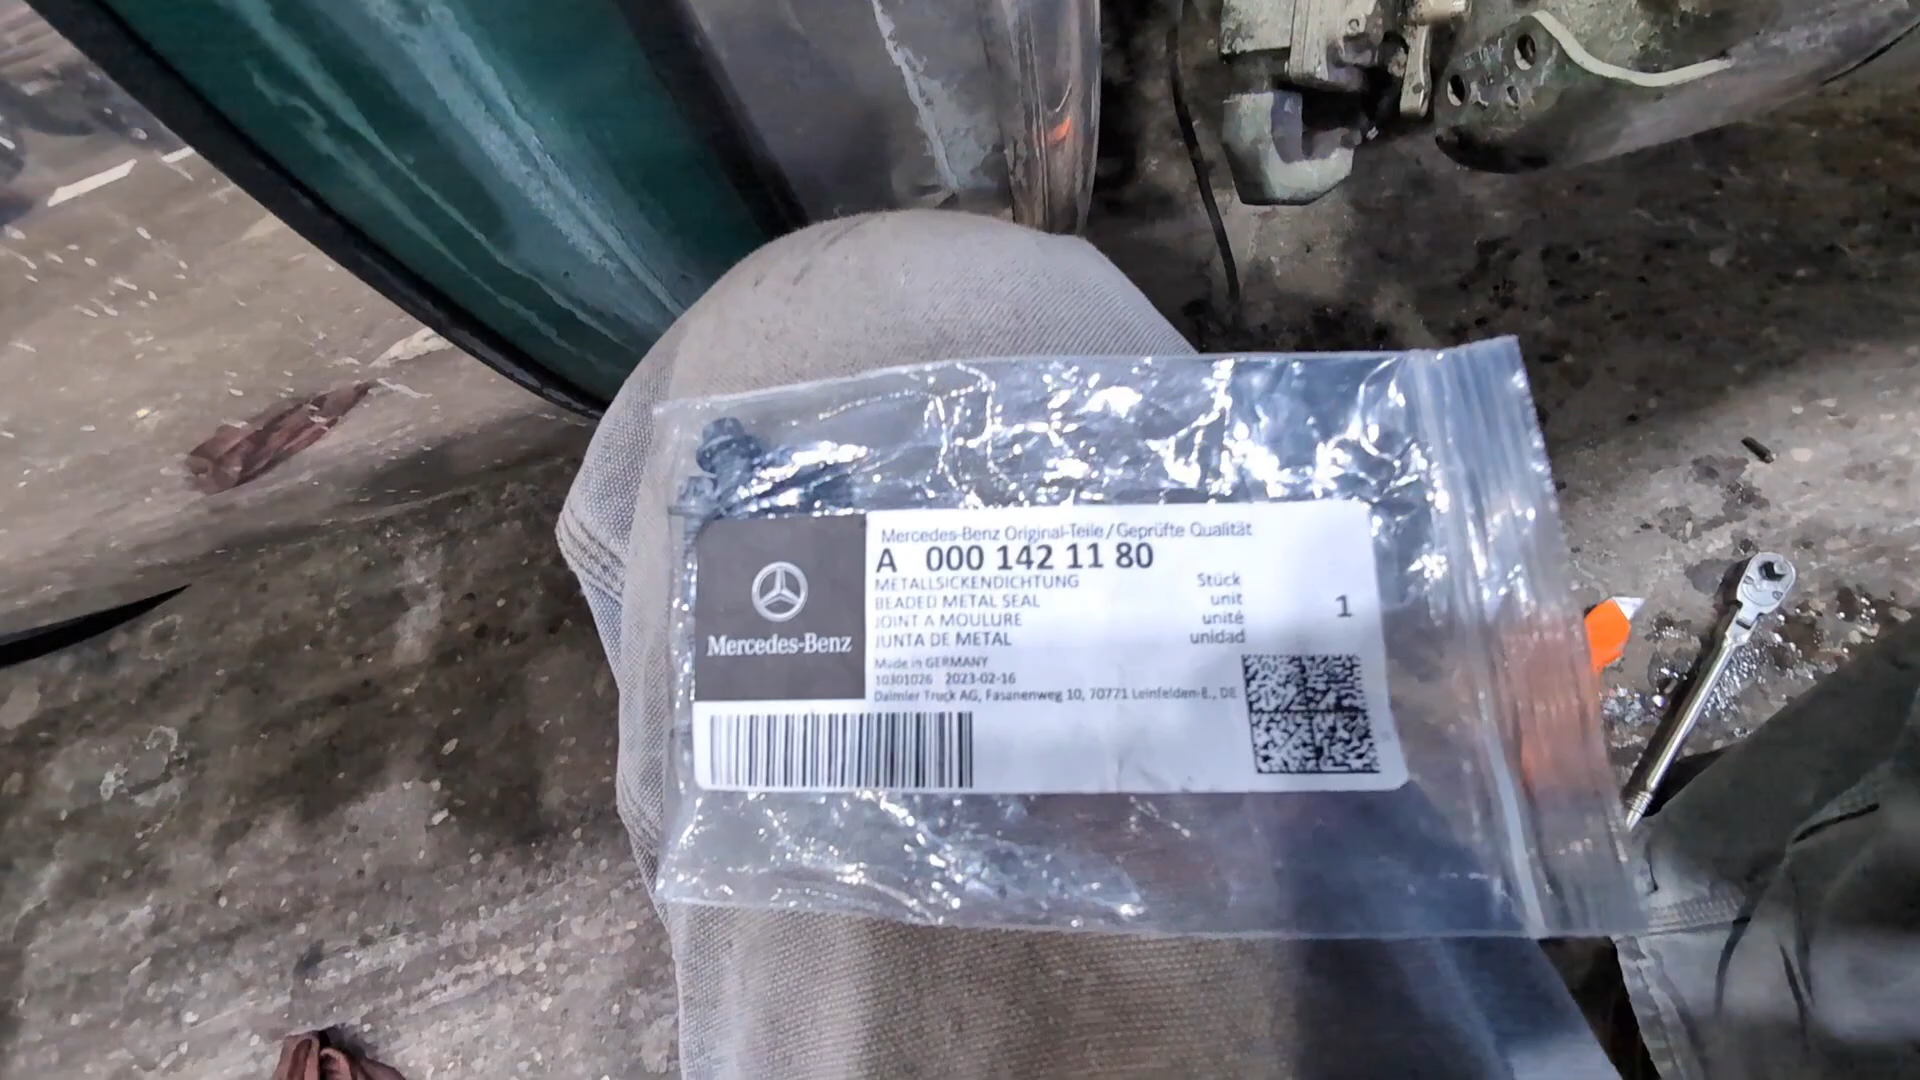 Mercedes-Benz Original-Teile/Geprüfte Qualität
A 000 142 11 80
METALLSICKENDICHTUNG Stück
BEADED METAL SEAL unit 1
JOINT A MOULURE unité
JUNTA DE METAL unidad
Mercedes-Benz
Made in GERMANY
10301026 2023-02-16
Daimler Truck AG, Fasanenweg 10, 70771 Leinfelden-E., DE